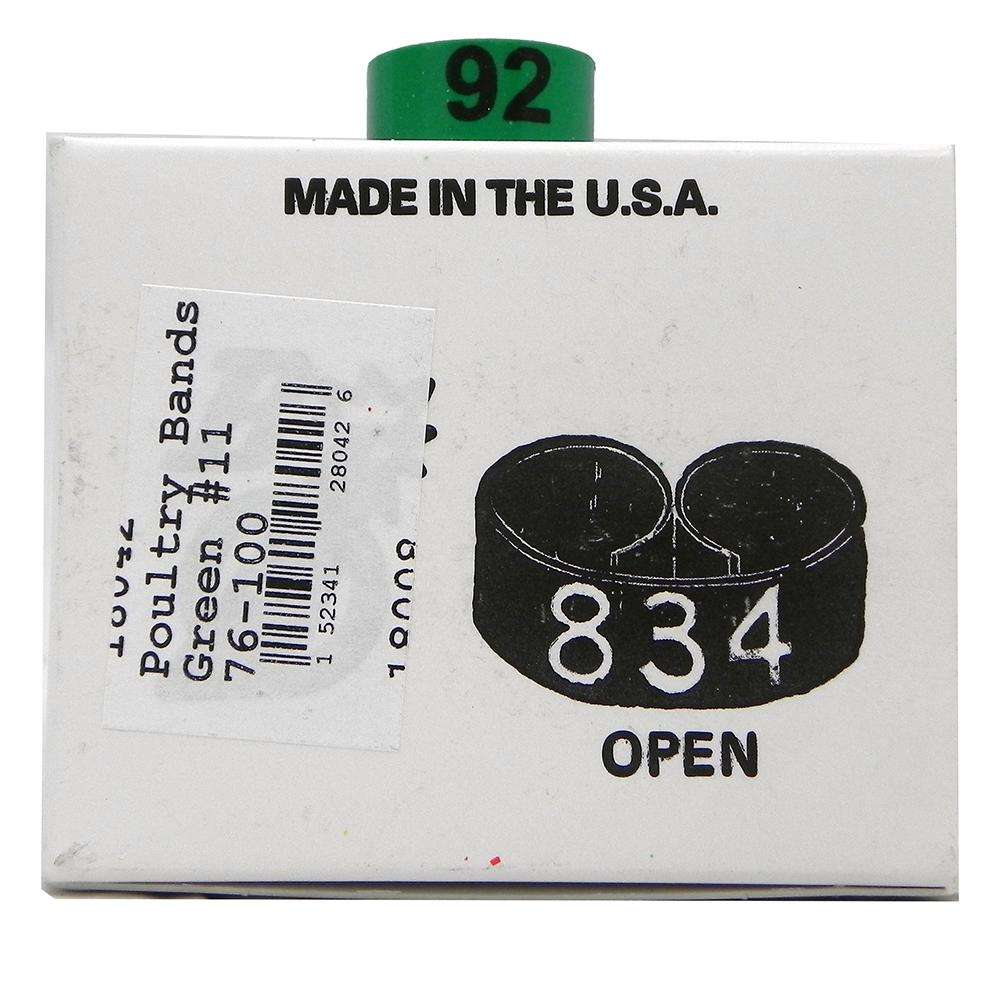 92
MADE IN THE U.S.A.
Poultry Bands
Green #11
76-100
1 52341 28042 6
834
OPEN